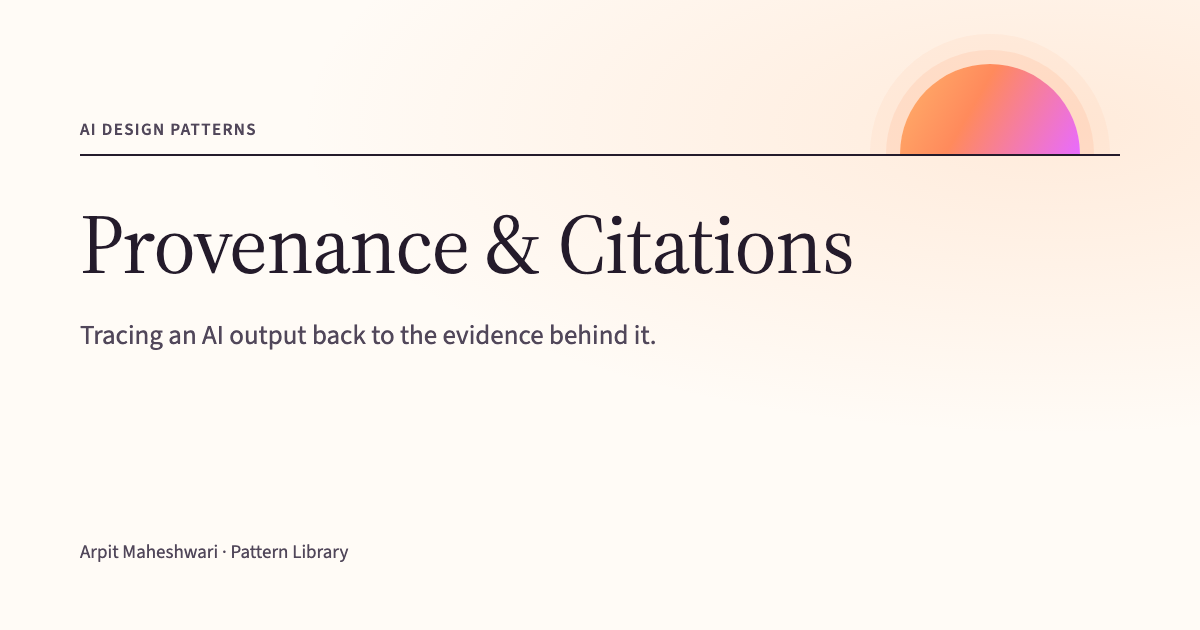 AI DESIGN PATTERNS
Provenance & Citations
Tracing an AI output back to the evidence behind it.
Arpit Maheshwari · Pattern Library